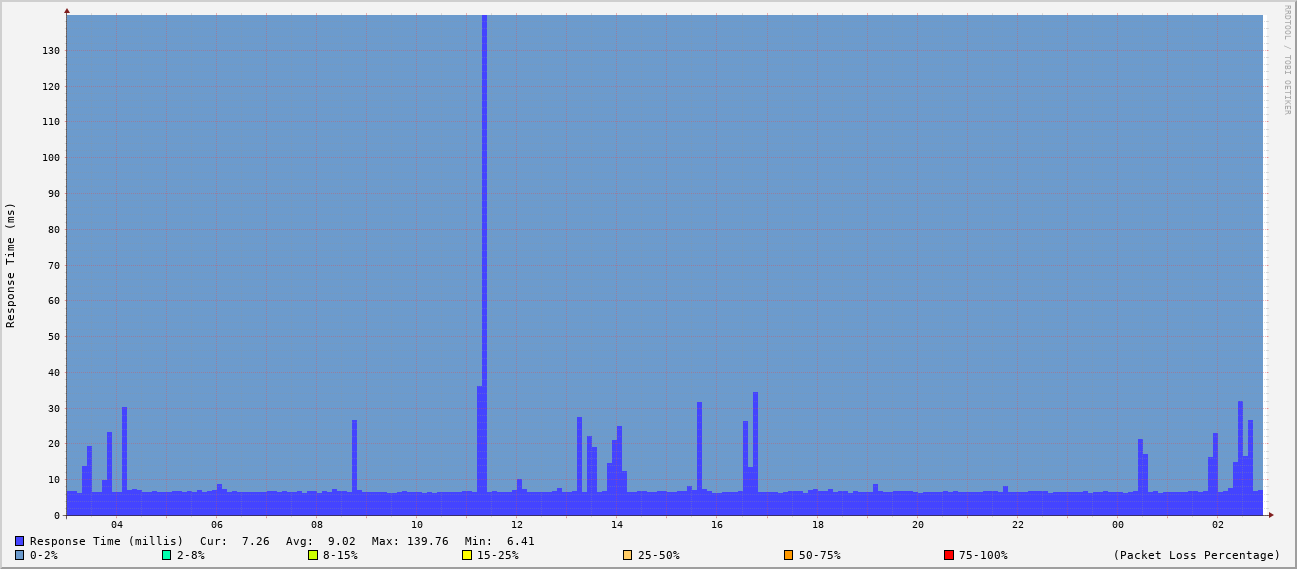 RRDTOOL / TOBI OETIKER
Response Time (ms)
130
120
110
100
90
80
70
60
50
40
30
20
10
0
04 06 08 10 12 14 16 18 20 22 00 02
Response Time (millis) Cur: 7.26 Avg: 9.02 Max: 139.76 Min: 6.41
0-2% 2-8% 8-15% 15-25% 25-50% 50-75% 75-100% (Packet Loss Percentage)